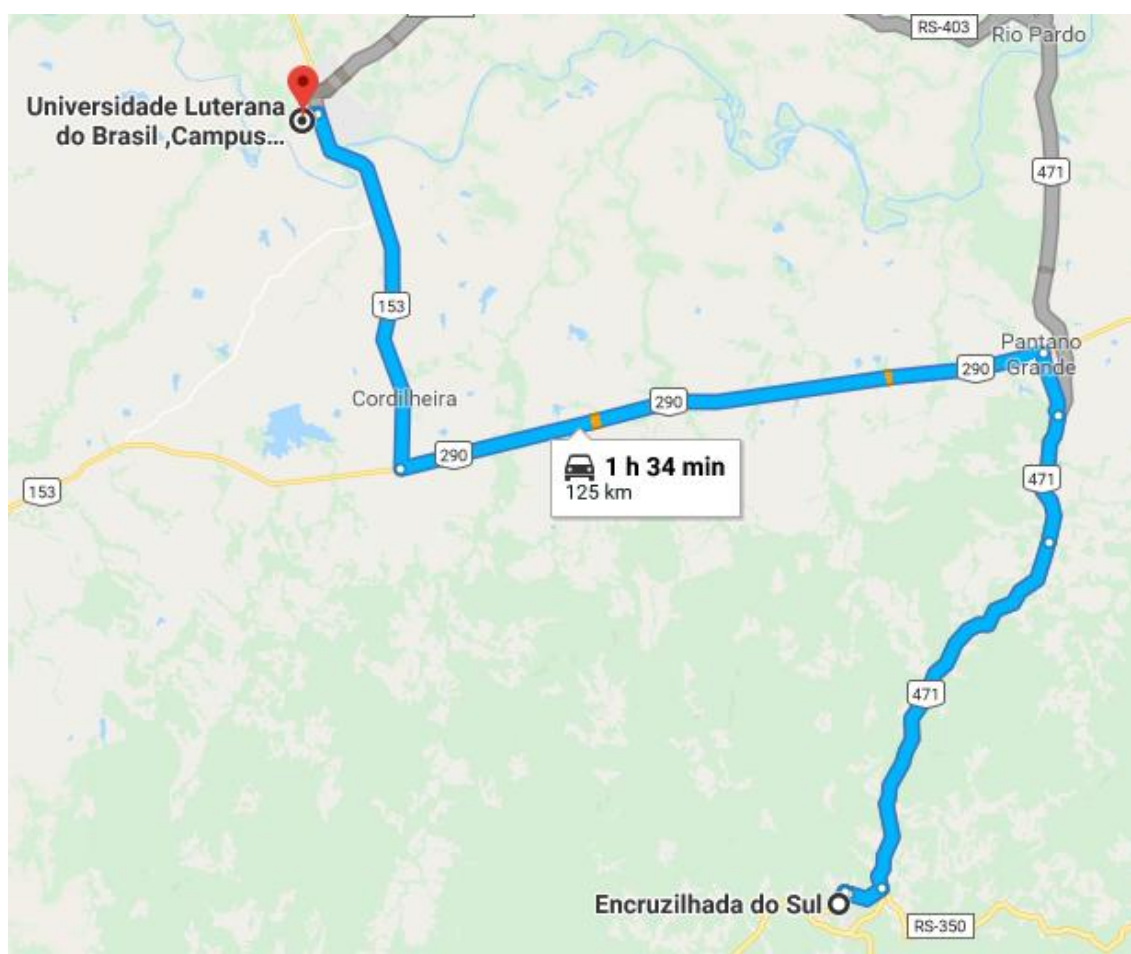 RS-403
Rio Pardo
Universidade Luterana
do Brasil ,Campus...
471
153
Pantano
Grande
290
Cordilheira
290
290
1 h 34 min
125 km
153
471
471
Encruzilhada do Sul
RS-350